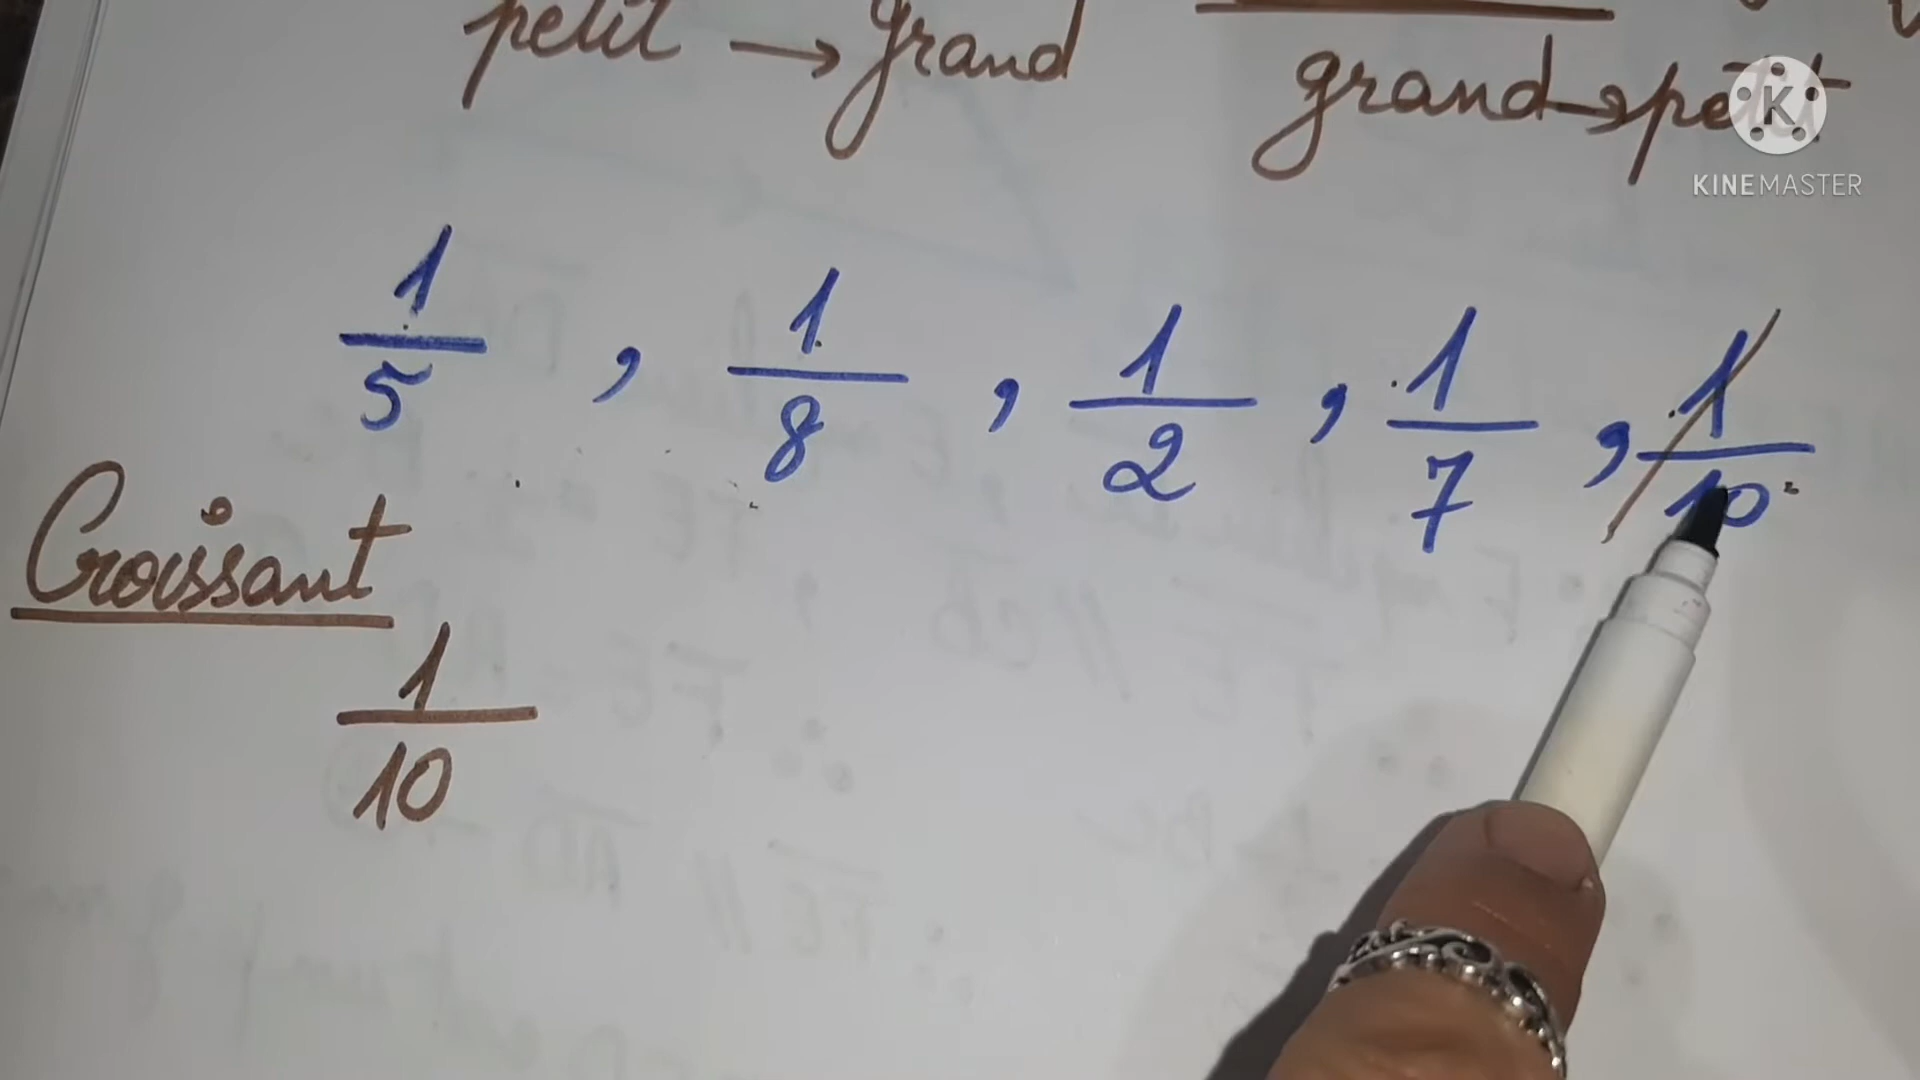 petit → grand
grand → petit
KINEMASTER
1/5 , 1/8 , 1/2 , 1/7 , 1/10
Croissant
1/10